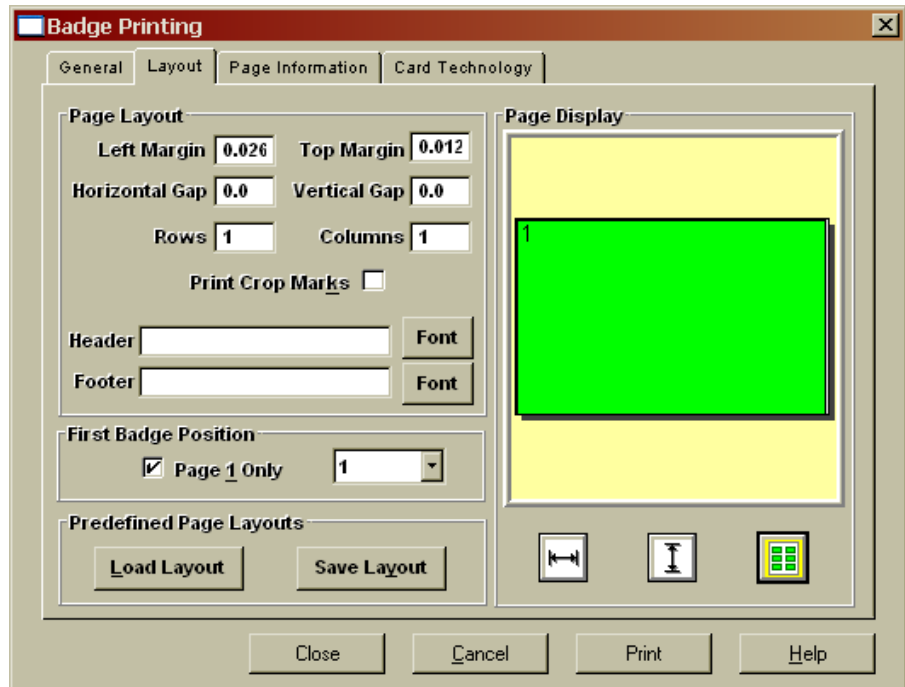 Badge Printing
General Layout Page Information Card Technology
Page Layout
Left Margin 0.026 Top Margin 0.012
Horizontal Gap 0.0 Vertical Gap 0.0
Rows 1 Columns 1
Print Crop Marks
Header Font
Footer Font
First Badge Position
Page 1 Only 1
Predefined Page Layouts
Load Layout Save Layout
Page Display
1
Close Cancel Print Help